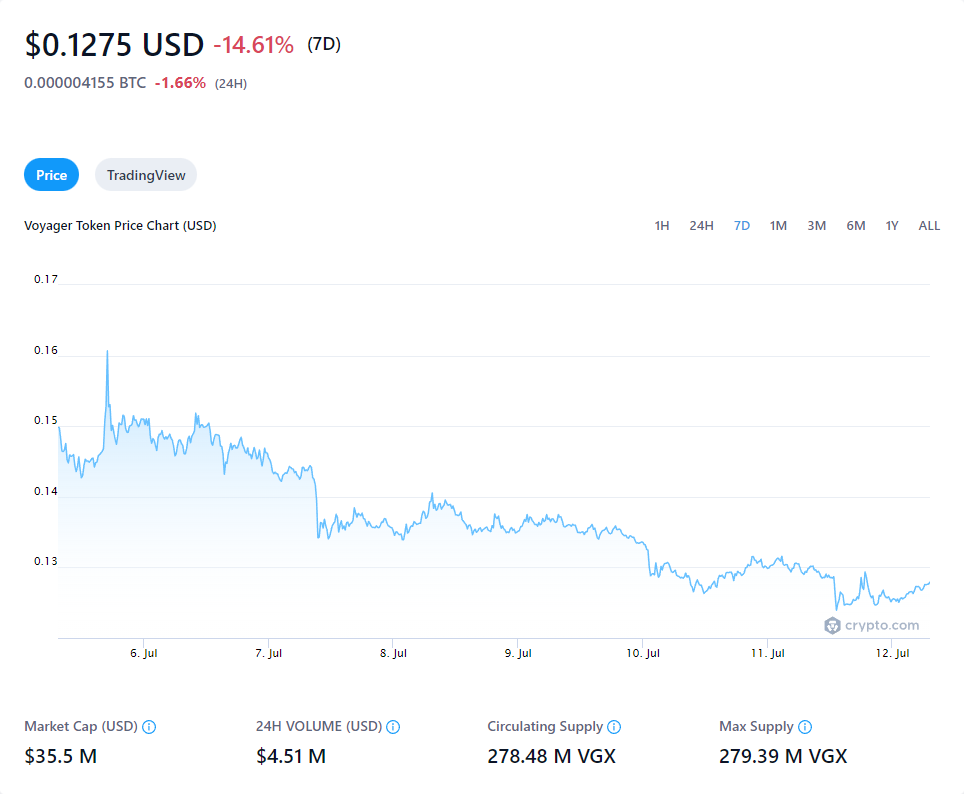 $0.1275 USD -14.61% (7D)
0.000004155 BTC -1.66% (24H)
Price TradingView
Voyager Token Price Chart (USD) 1H 24H 7D 1M 3M 6M 1Y ALL
0.17
0.16
0.15
0.14
0.13
crypto.com
6. Jul 7. Jul 8. Jul 9. Jul 10. Jul 11. Jul 12. Jul
Market Cap (USD) 24H VOLUME (USD) Circulating Supply Max Supply
$35.5 M $4.51 M 278.48 M VGX 279.39 M VGX